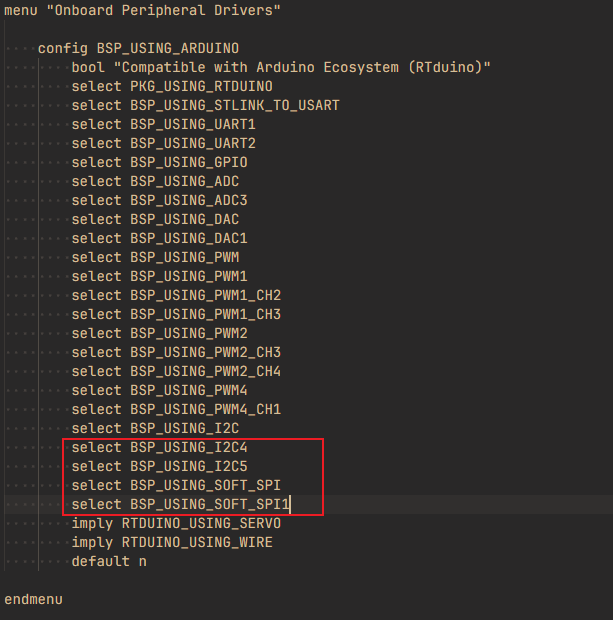 menu "Onboard Peripheral Drivers"
config BSP_USING_ARDUINO
bool "Compatible with Arduino Ecosystem (RTduino)"
select PKG_USING_RTDUINO
select BSP_USING_STLINK_TO_USART
select BSP_USING_UART1
select BSP_USING_UART2
select BSP_USING_GPIO
select BSP_USING_ADC
select BSP_USING_ADC3
select BSP_USING_DAC
select BSP_USING_DAC1
select BSP_USING_PWM
select BSP_USING_PWM1
select BSP_USING_PWM1_CH2
select BSP_USING_PWM1_CH3
select BSP_USING_PWM2
select BSP_USING_PWM2_CH3
select BSP_USING_PWM2_CH4
select BSP_USING_PWM4
select BSP_USING_PWM4_CH1
select BSP_USING_I2C
select BSP_USING_I2C4
select BSP_USING_I2C5
select BSP_USING_SOFT_SPI
select BSP_USING_SOFT_SPI1
imply RTDUINO_USING_SERVO
imply RTDUINO_USING_WIRE
default n
endmenu